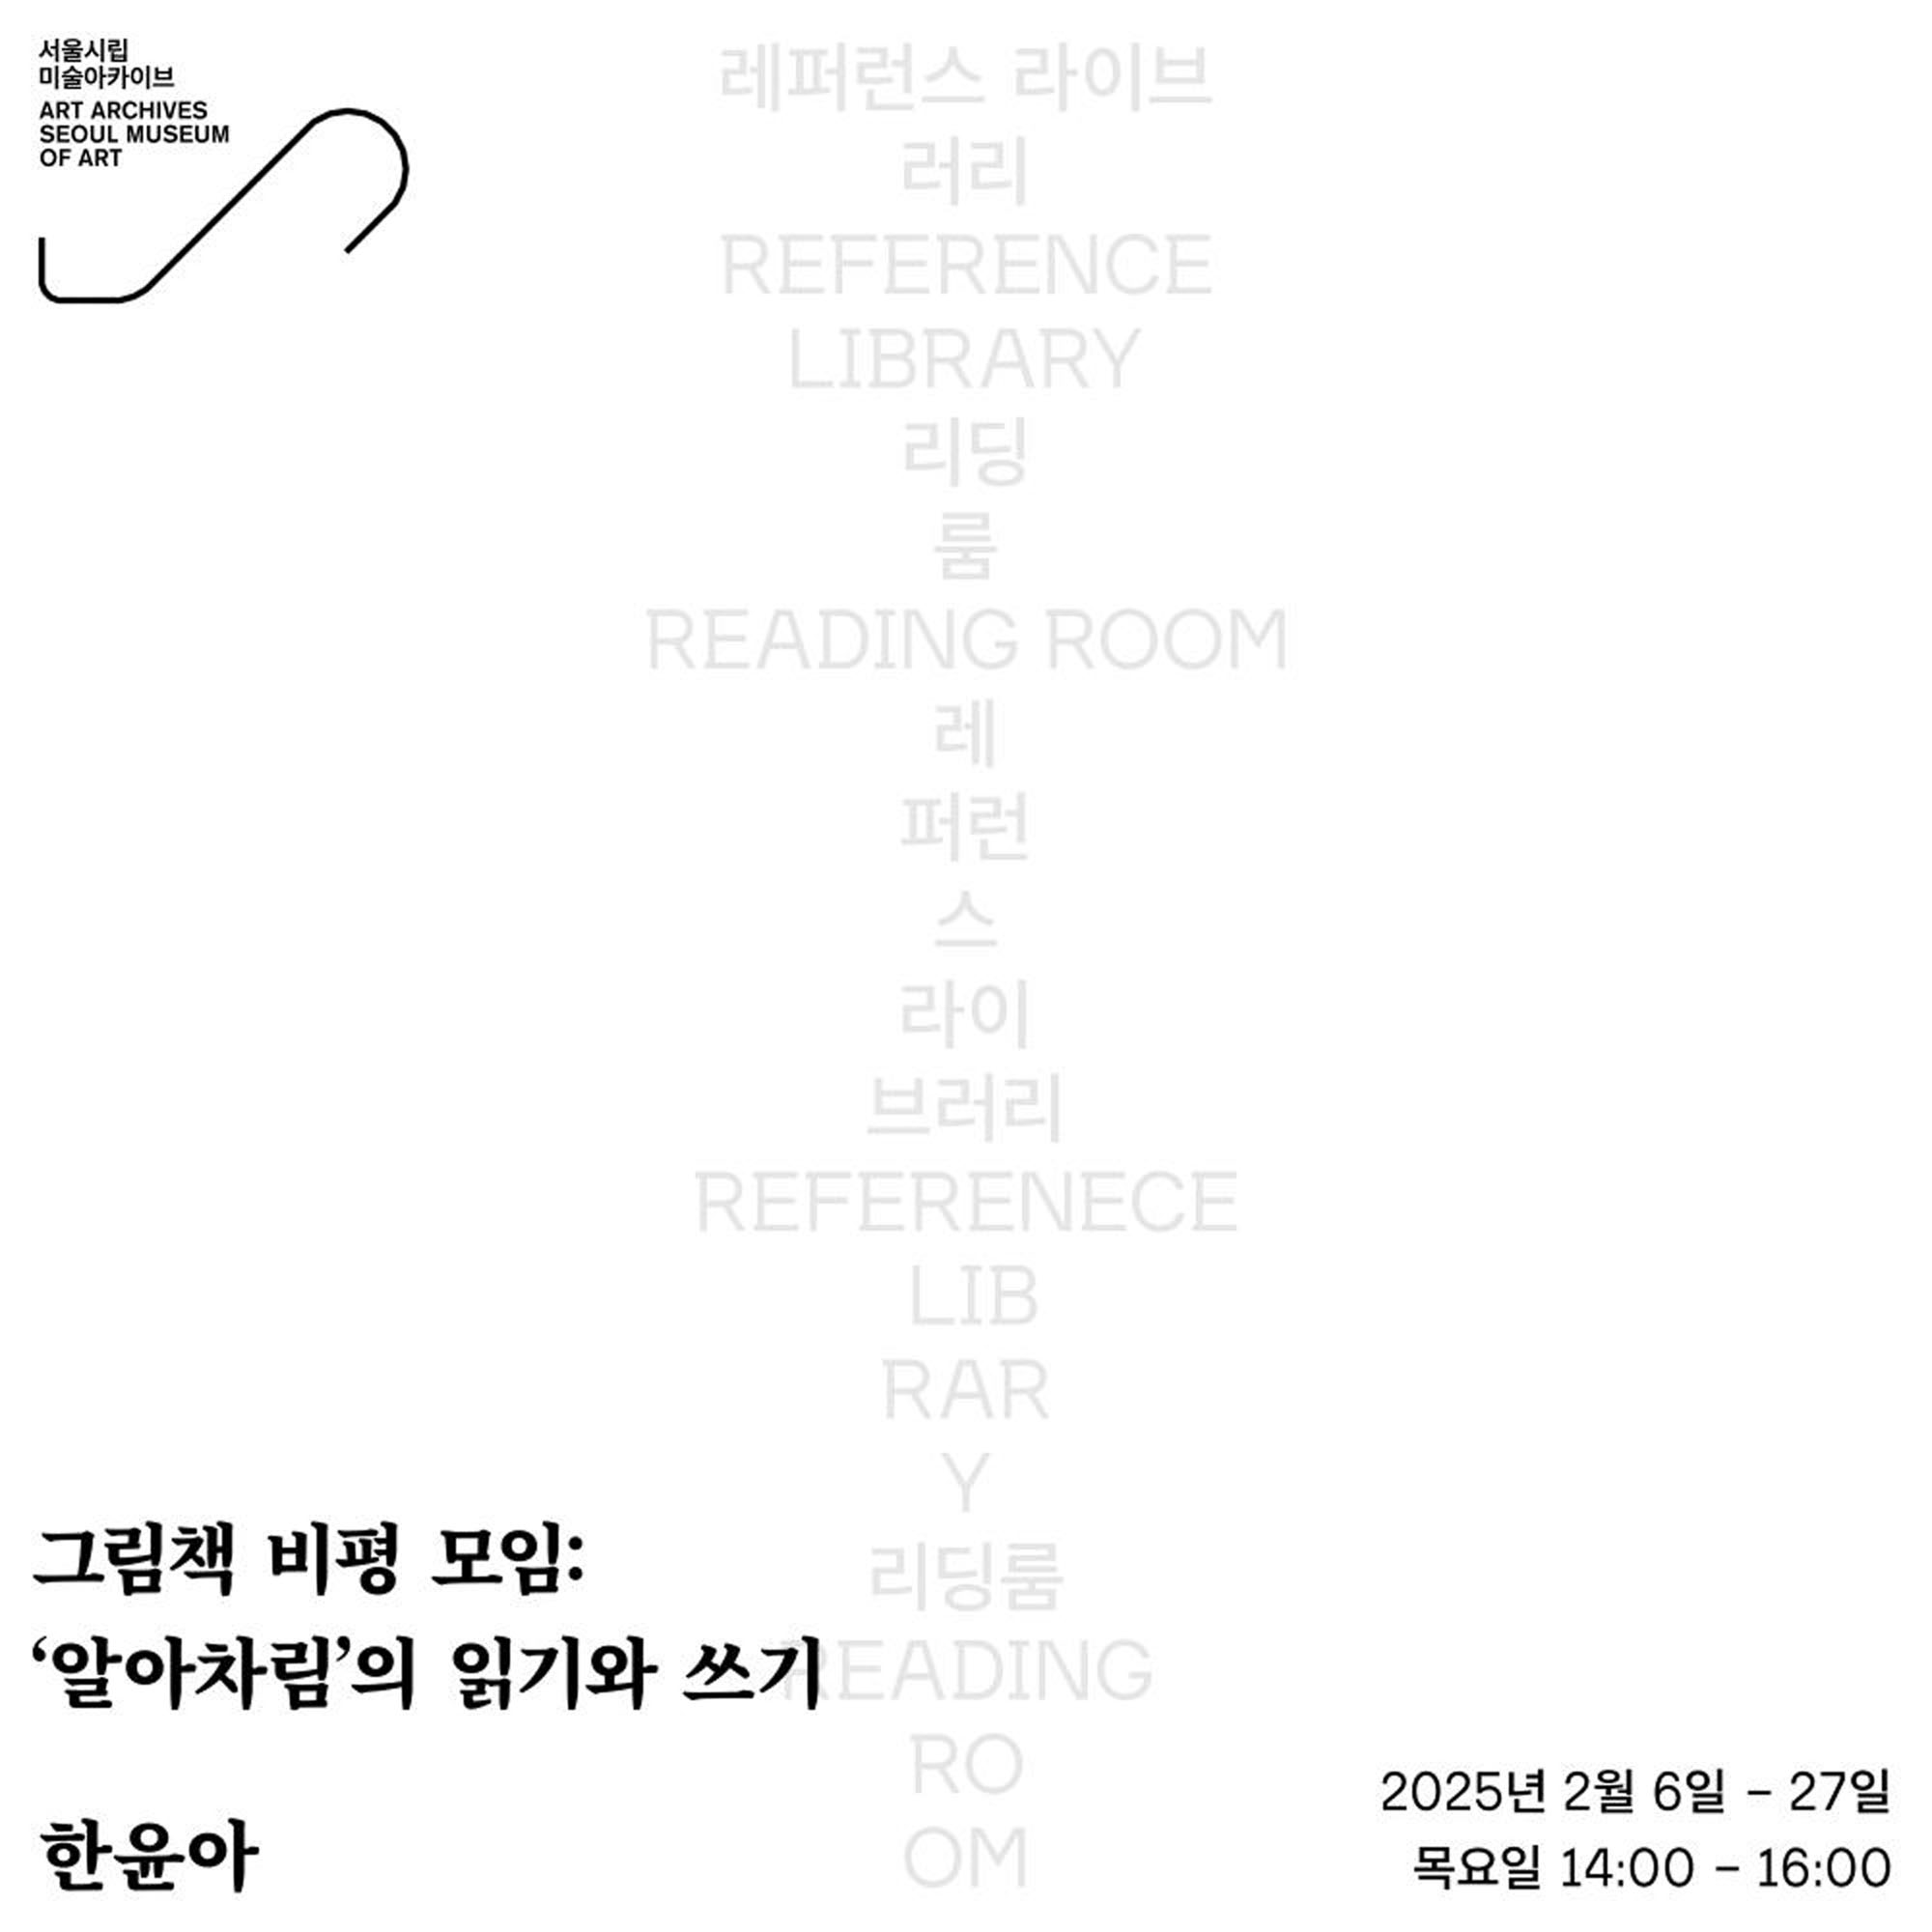 서울시립
미술아카이브
ART ARCHIVES
SEOUL MUSEUM
OF ART
레퍼런스 라이브
러리
REFERENCE
LIBRARY
리딩
룸
READING ROOM
레
퍼런
스
라이
브러리
REFERENECE
LIB
RAR
Y
리딩룸
READING
RO
OM
그림책 비평 모임:
‘알아차림’의 읽기와 쓰기
한윤아
2025년 2월 6일 – 27일
목요일 14:00 – 16:00